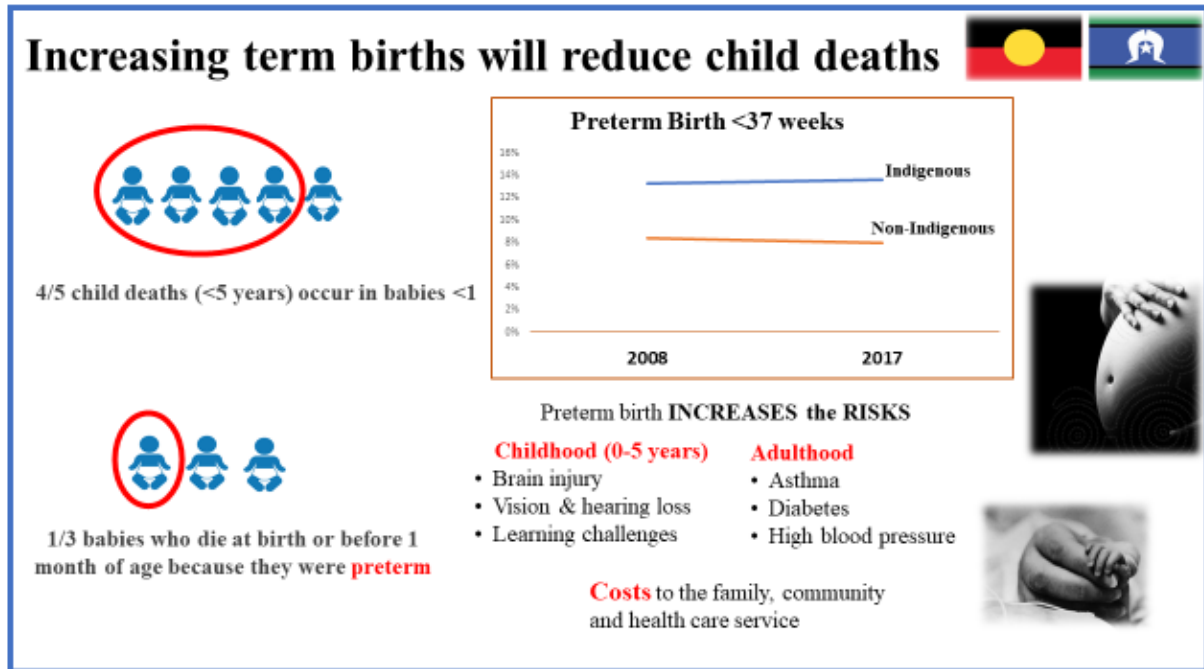 Increasing term births will reduce child deaths
4/5 child deaths (<5 years) occur in babies <1
1/3 babies who die at birth or before 1
month of age because they were preterm
Preterm Birth <37 weeks
16%
14%
12%
10%
8%
6%
4%
2%
0%
Indigenous
Non-Indigenous
2008
2017
Preterm birth INCREASES the RISKS
Childhood (0-5 years)
• Brain injury
• Vision & hearing loss
• Learning challenges
Adulthood
• Asthma
• Diabetes
• High blood pressure
Costs to the family, community
and health care service